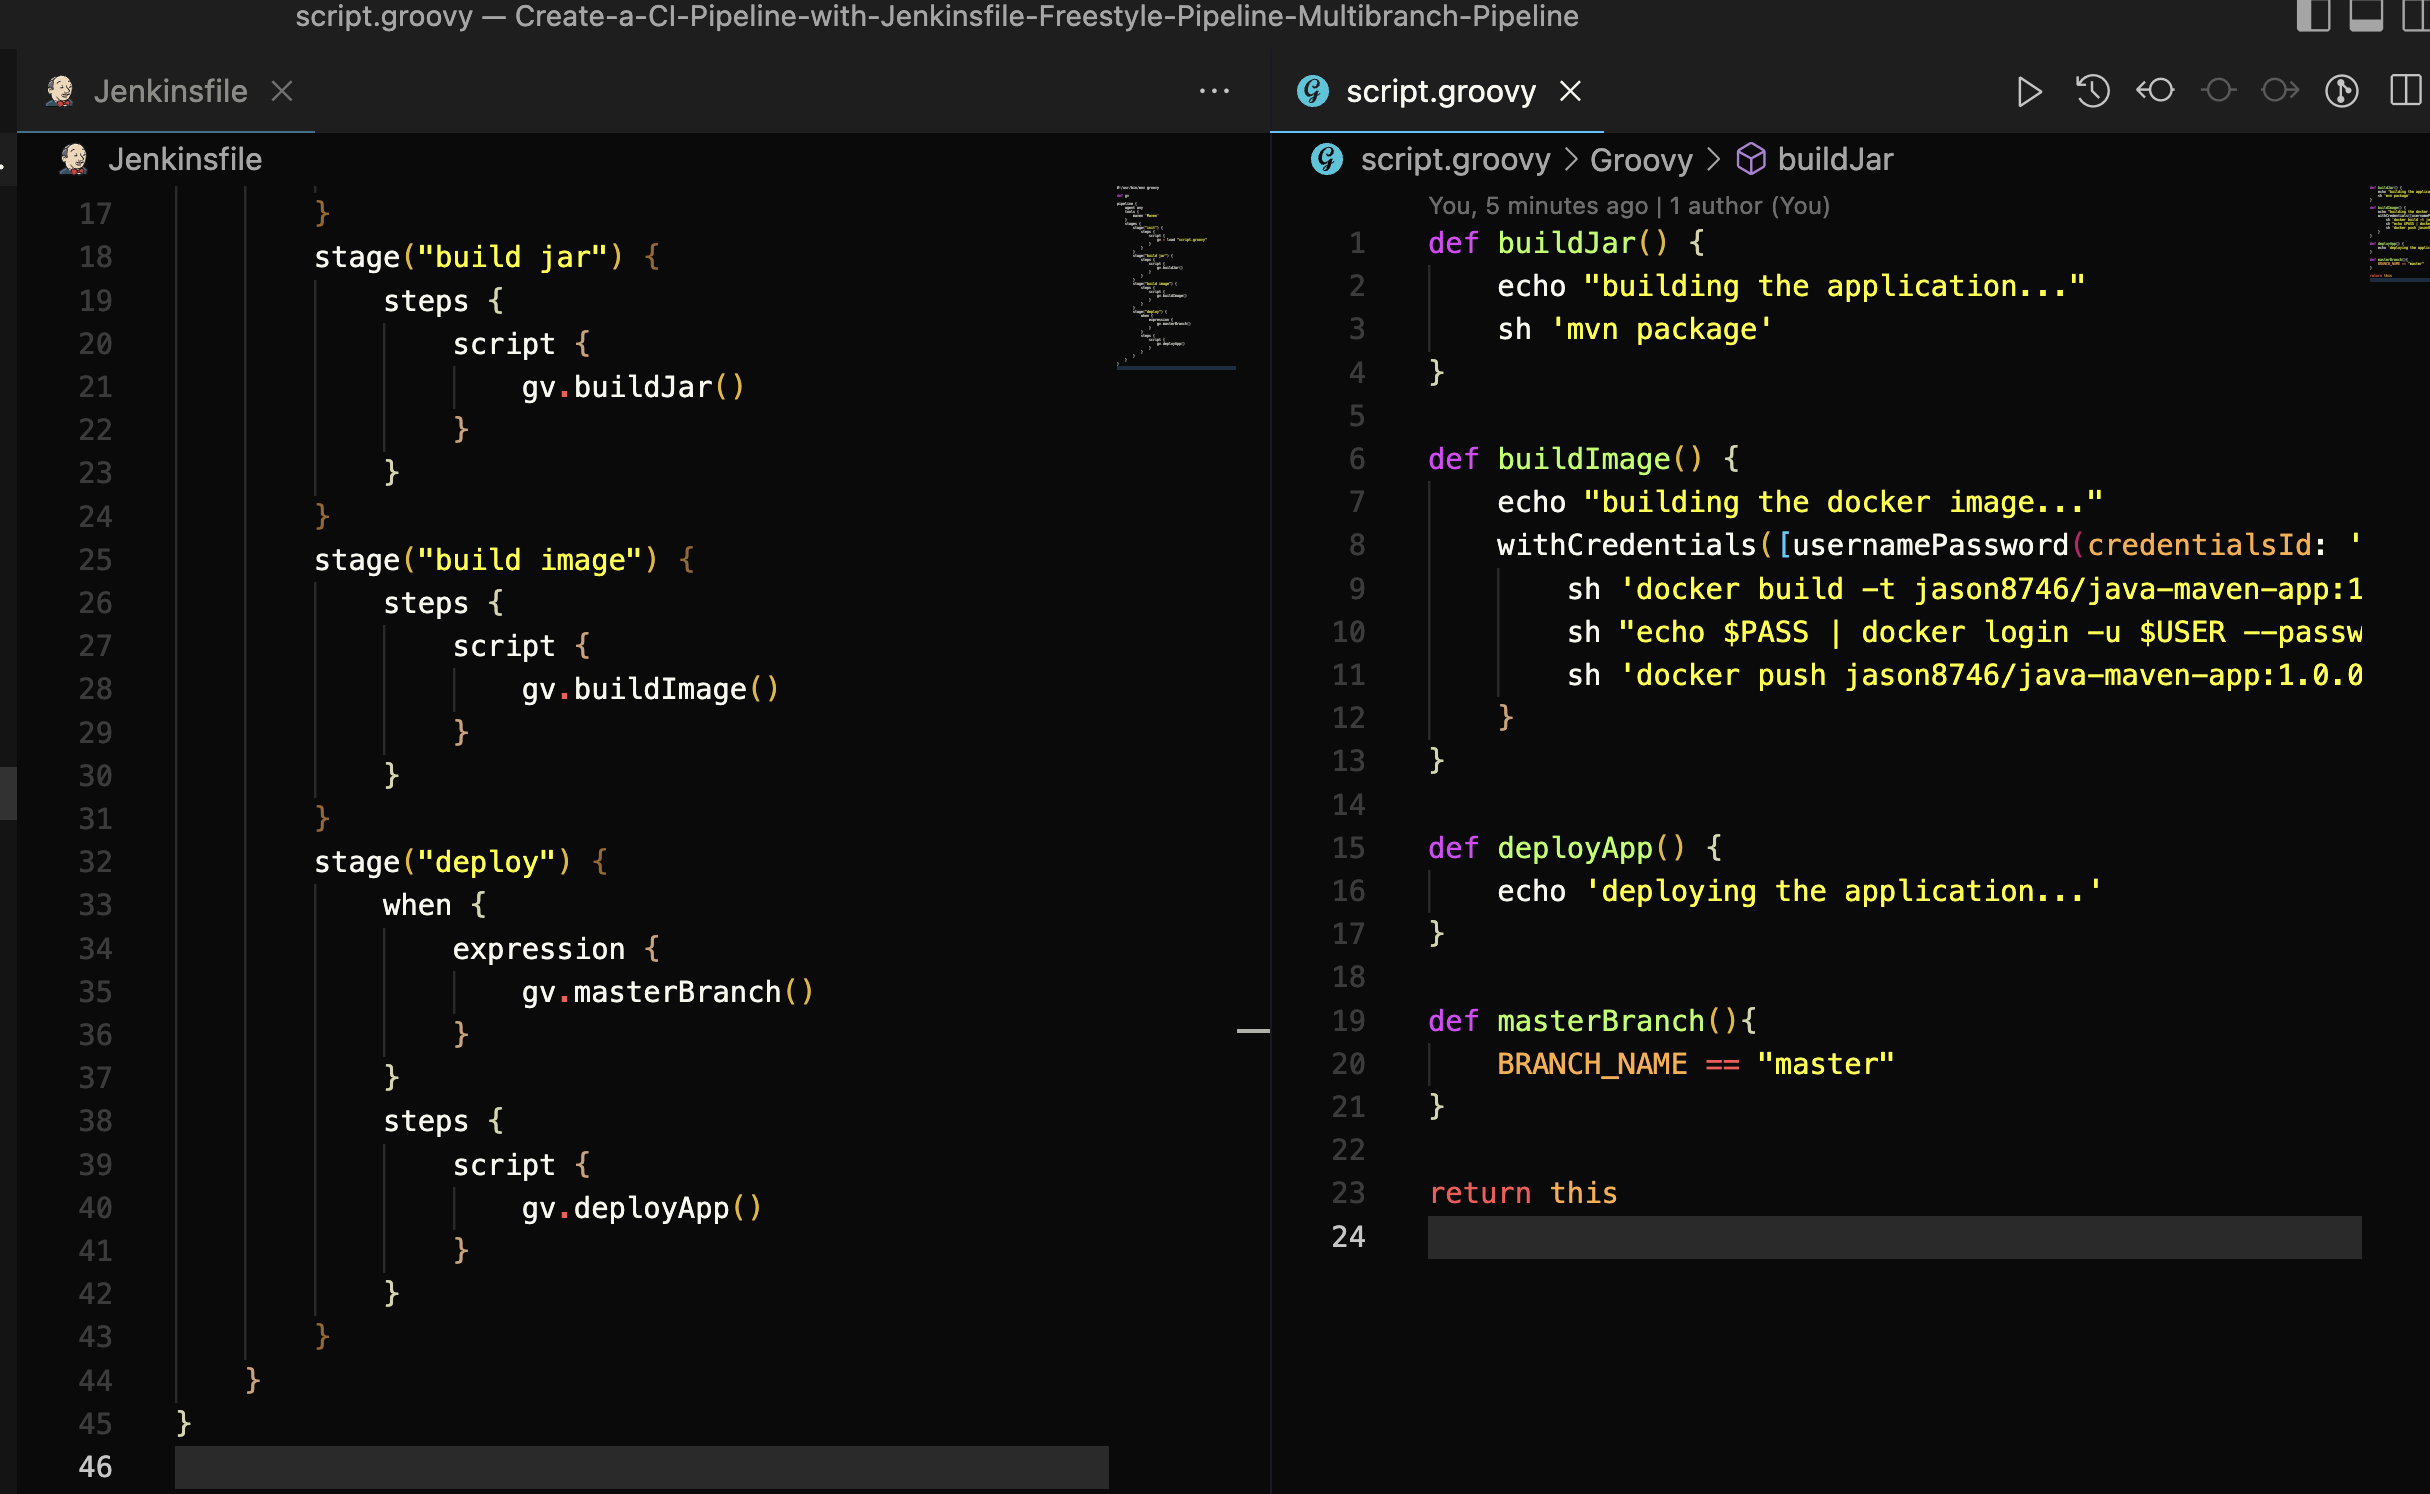 script.groovy — Create-a-CI-Pipeline-with-Jenkinsfile-Freestyle-Pipeline-Multibranch-Pipeline
Jenkinsfile
Jenkinsfile
17 }
18 stage("build jar") {
19 steps {
20 script {
21 gv.buildJar()
22 }
23 }
24 }
25 stage("build image") {
26 steps {
27 script {
28 gv.buildImage()
29 }
30 }
31 }
32 stage("deploy") {
33 when {
34 expression {
35 gv.masterBranch()
36 }
37 }
38 steps {
39 script {
40 gv.deployApp()
41 }
42 }
43 }
44 }
45 }
46
script.groovy
script.groovy > Groovy > buildJar
You, 5 minutes ago | 1 author (You)
1 def buildJar() {
2 echo "building the application..."
3 sh 'mvn package'
4 }
5
6 def buildImage() {
7 echo "building the docker image..."
8 withCredentials([usernamePassword(credentialsId: '
9 sh 'docker build -t jason8746/java-maven-app:1
10 sh "echo $PASS | docker login -u $USER --passw
11 sh 'docker push jason8746/java-maven-app:1.0.0
12 }
13 }
14
15 def deployApp() {
16 echo 'deploying the application...'
17 }
18
19 def masterBranch(){
20 BRANCH_NAME == "master"
21 }
22
23 return this
24